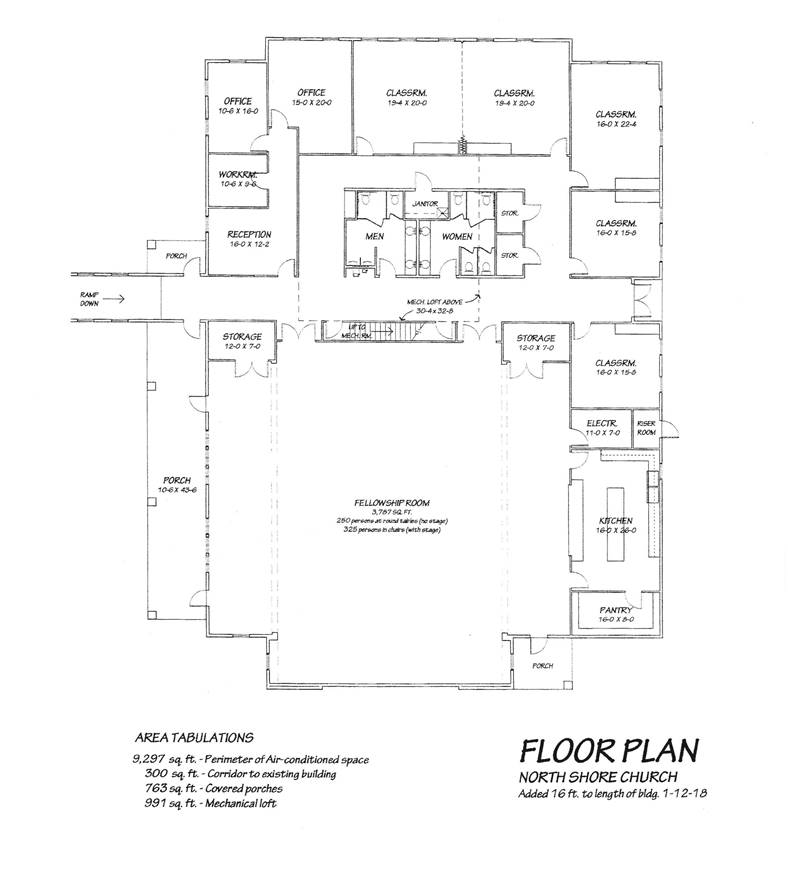 OFFICE
15-0 X 20-0
CLASSRM.
19-4 X 20-0
CLASSRM.
19-4 X 20-0
OFFICE
10-6 X 16-0
CLASSRM.
16-0 X 22-4
WORKRM.
10-6 X 9-8
JANITOR
STOR.
CLASSRM.
16-0 X 15-8
RECEPTION
16-0 X 12-2
MEN
WOMEN
STOR.
PORCH
RAMP
DOWN
MECH. LOFT ABOVE
30-4 x 32-8
UP TO
MECH. RM.
STORAGE
12-0 X 7-0
STORAGE
12-0 X 7-0
CLASSRM.
16-0 X 15-8
ELECTR.
11-0 X 7-0
RISER
ROOM
PORCH
10-6 X 43-6
FELLOWSHIP ROOM
3,787 SQ. FT.
250 persons at round tables (no stage)
325 persons in chairs (with stage)
KITCHEN
16-0 X 26-0
PANTRY
16-0 X 8-0
PORCH
AREA TABULATIONS
9,297 sq. ft. - Perimeter of Air-conditioned space
300 sq. ft. - Corridor to existing building
763 sq. ft. - Covered porches
991 sq. ft. - Mechanical loft
FLOOR PLAN
NORTH SHORE CHURCH
Added 16 ft. to length of bldg. 1-12-18